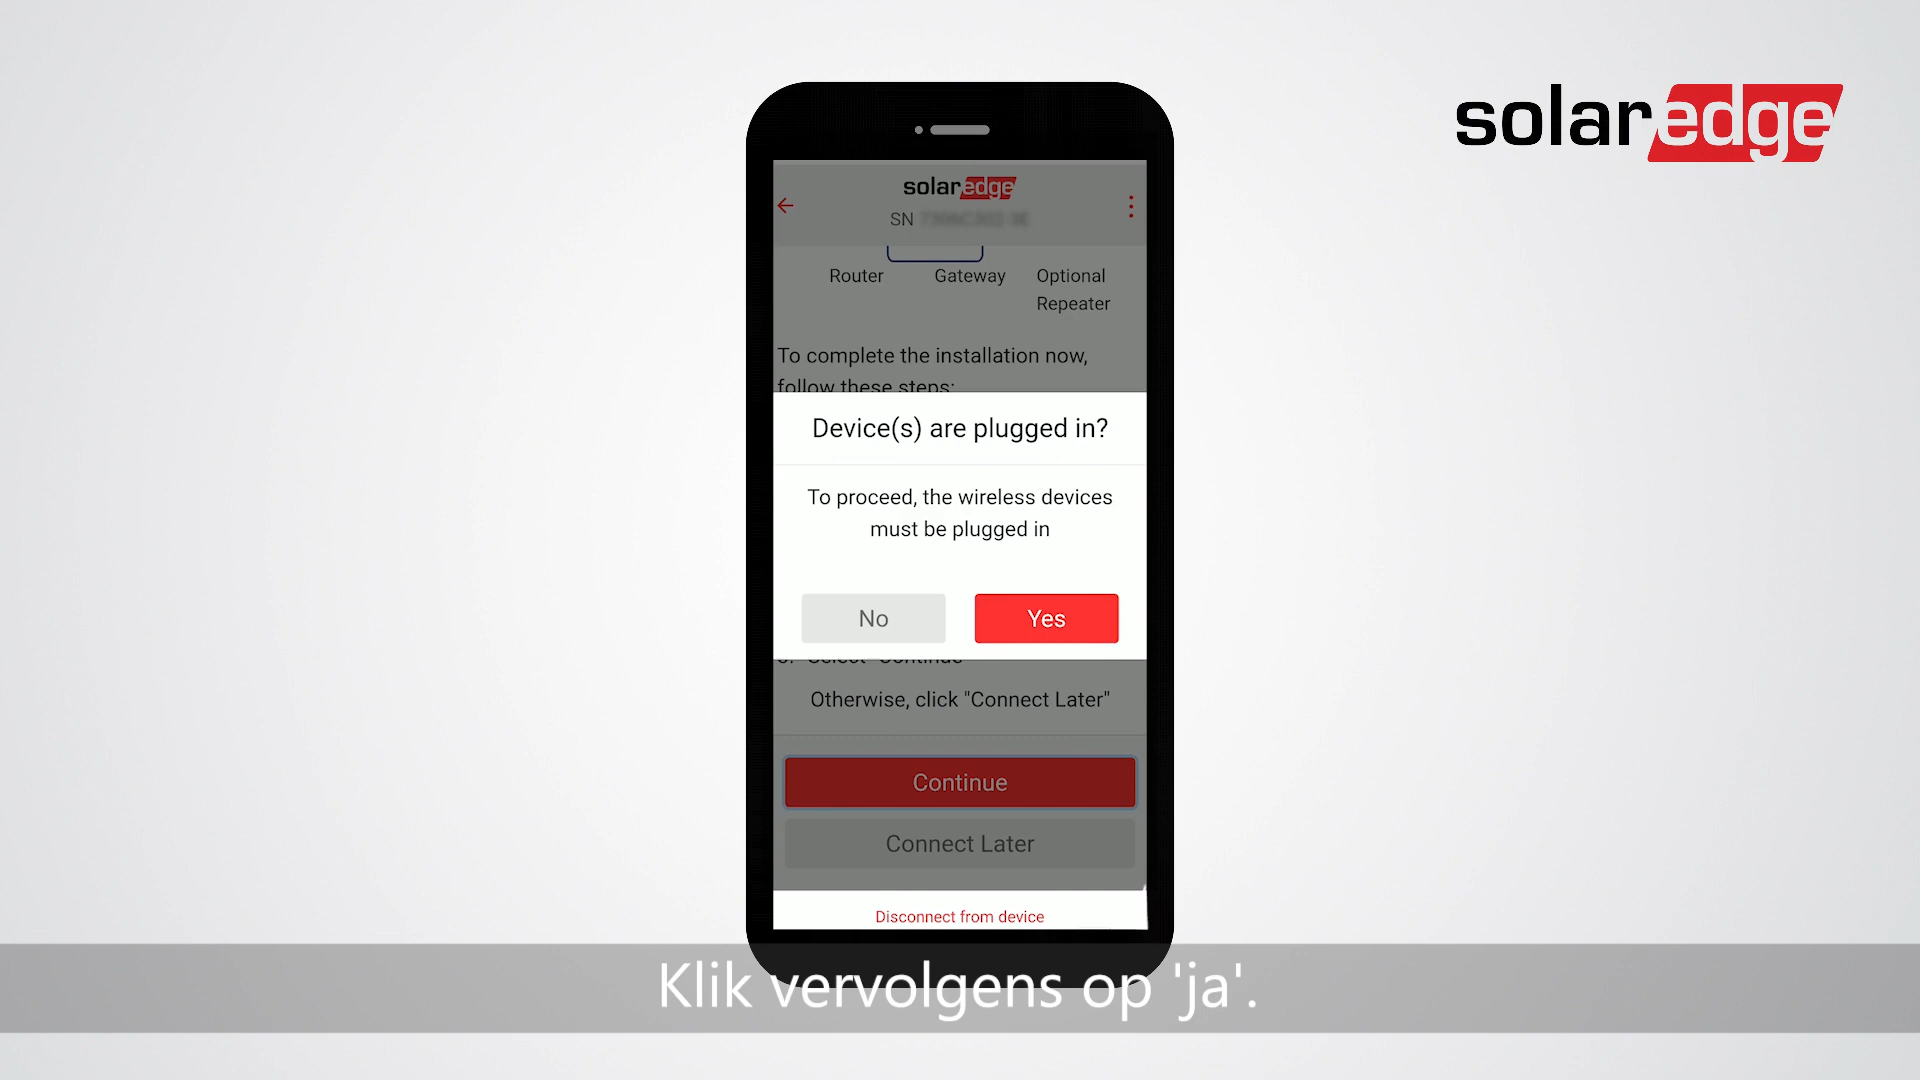 solaredge
solaredge
SN
Router Gateway Optional
Repeater
To complete the installation now,
follow these steps:
Device(s) are plugged in?
To proceed, the wireless devices
must be plugged in
No Yes
Select "Continue"
Otherwise, click "Connect Later"
Continue
Connect Later
Disconnect from device
Klik vervolgens op 'ja'.